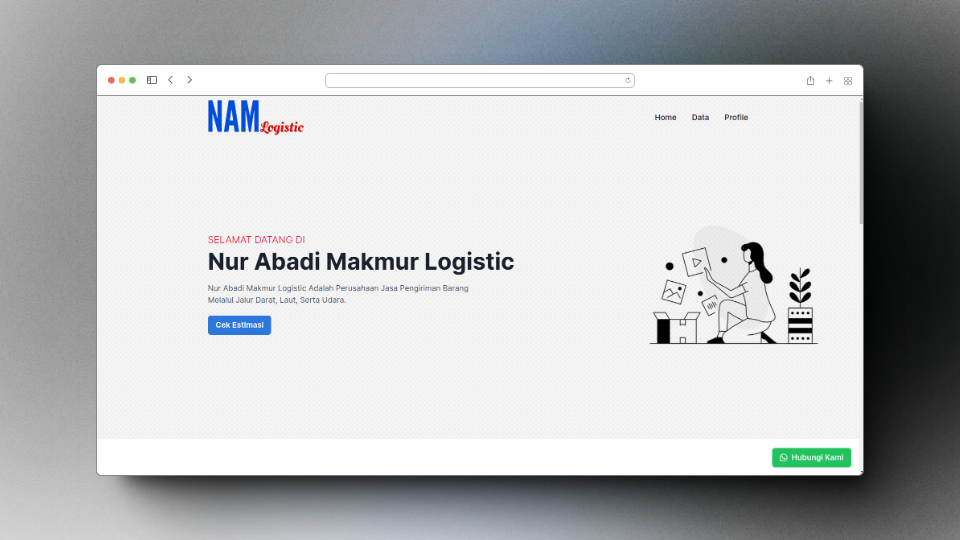 NAM Logistic
Home Data Profile
SELAMAT DATANG DI
Nur Abadi Makmur Logistic
Nur Abadi Makmur Logistic Adalah Perusahaan Jasa Pengiriman Barang
Melalui Jalur Darat, Laut, Serta Udara.
Cek Estimasi
Hubungi Kami